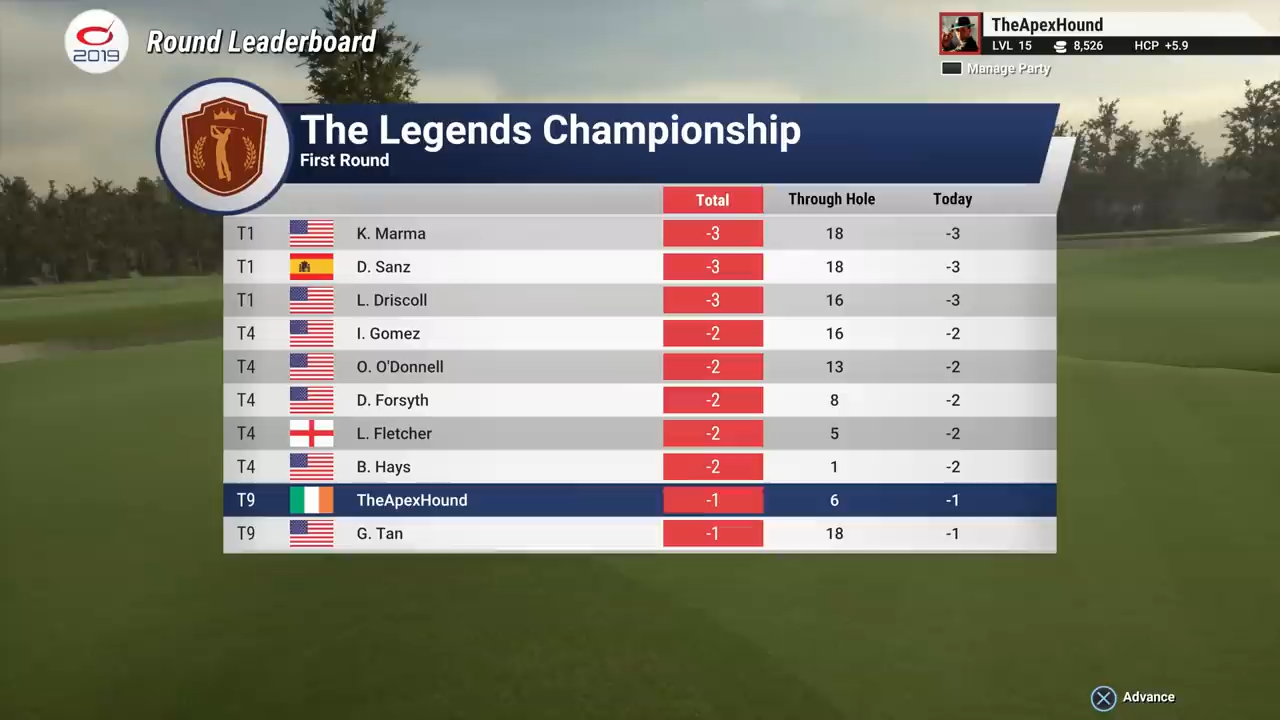 2019
Round Leaderboard
TheApexHound
LVL 15 8,526 HCP +5.9
Manage Party
The Legends Championship
First Round
Total Through Hole Today
T1 K. Marma -3 18 -3
T1 D. Sanz -3 18 -3
T1 L. Driscoll -3 16 -3
T4 I. Gomez -2 16 -2
T4 O. O'Donnell -2 13 -2
T4 D. Forsyth -2 8 -2
T4 L. Fletcher -2 5 -2
T4 B. Hays -2 1 -2
T9 TheApexHound -1 6 -1
T9 G. Tan -1 18 -1
Advance